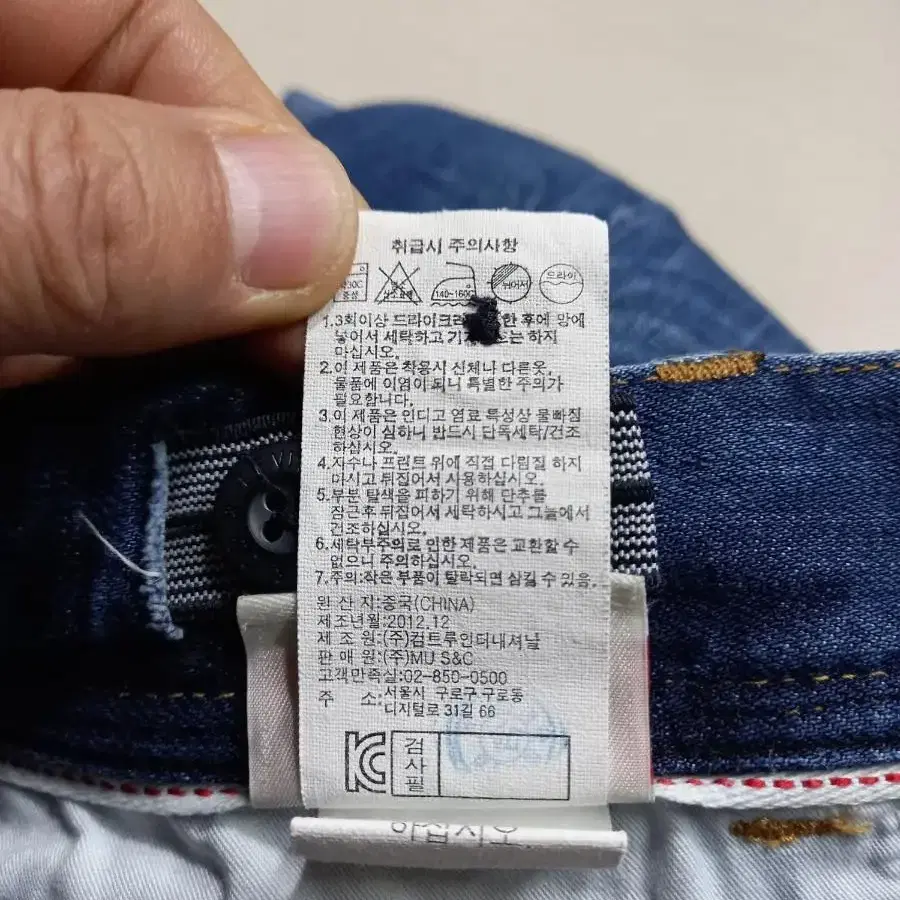 취급시 주의사항
140~160C 드라이
1.3회이상 드라이크리 한 후에 망에
넣어서 세탁하고 하지
마십시오.
2.이 제품은 착용시 신체나 다른옷,
물품에 이염이 되니 특별한 주의가
필요합니다.
3.이 제품은 인디고 염료 특성상 물빠짐
현상이 심하니 반드시 단독세탁/건조
하십시오.
4.자수나 프린트 위에 직접 다림질 하지
마시고 뒤집어서 사용하십시오.
5.부분 탈색을 피하기 위해 단추를
잠근후 뒤집어서 세탁하시고 그늘에서
건조하십시오.
6.세탁부주의로 인한 제품은 교환할 수
없으니 주의하십시오.
7.주의:작은 부품이 탈락되면 삼킬 수 있음.
원 산 지:중국(CHINA)
제조년월:2012.12
제 조 원:(주)컴트루인터내셔날
판 매 원:(주)MU S&C
고객만족실:02-850-0500
주 소:서울시 구로구 구로동
디지털로 31길 66
검사필
하십시오.